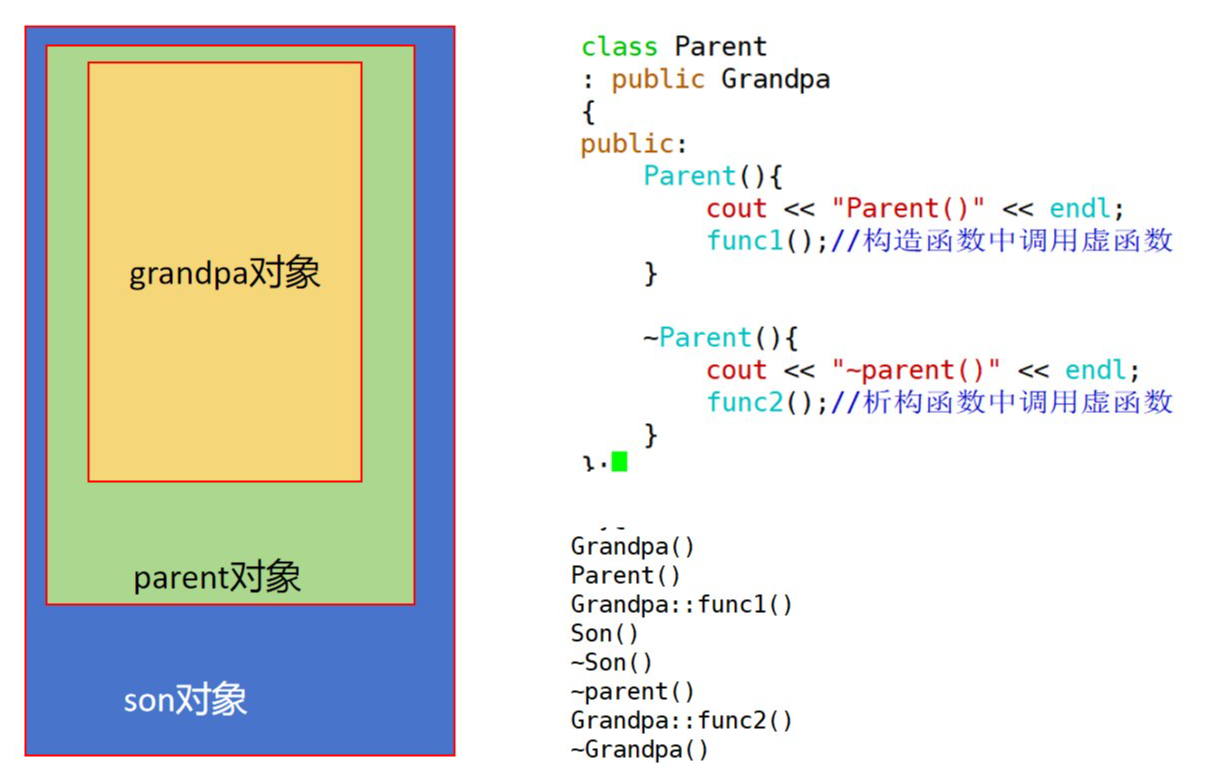 grandpa对象
parent对象
son对象
class Parent
: public Grandpa
{
public:
    Parent(){
        cout << "Parent()" << endl;
        func1();//构造函数中调用虚函数
    }
    ~Parent(){
        cout << "~parent()" << endl;
        func2();//析构函数中调用虚函数
    }
};
Grandpa()
Parent()
Grandpa::func1()
Son()
~Son()
~parent()
Grandpa::func2()
~Grandpa()